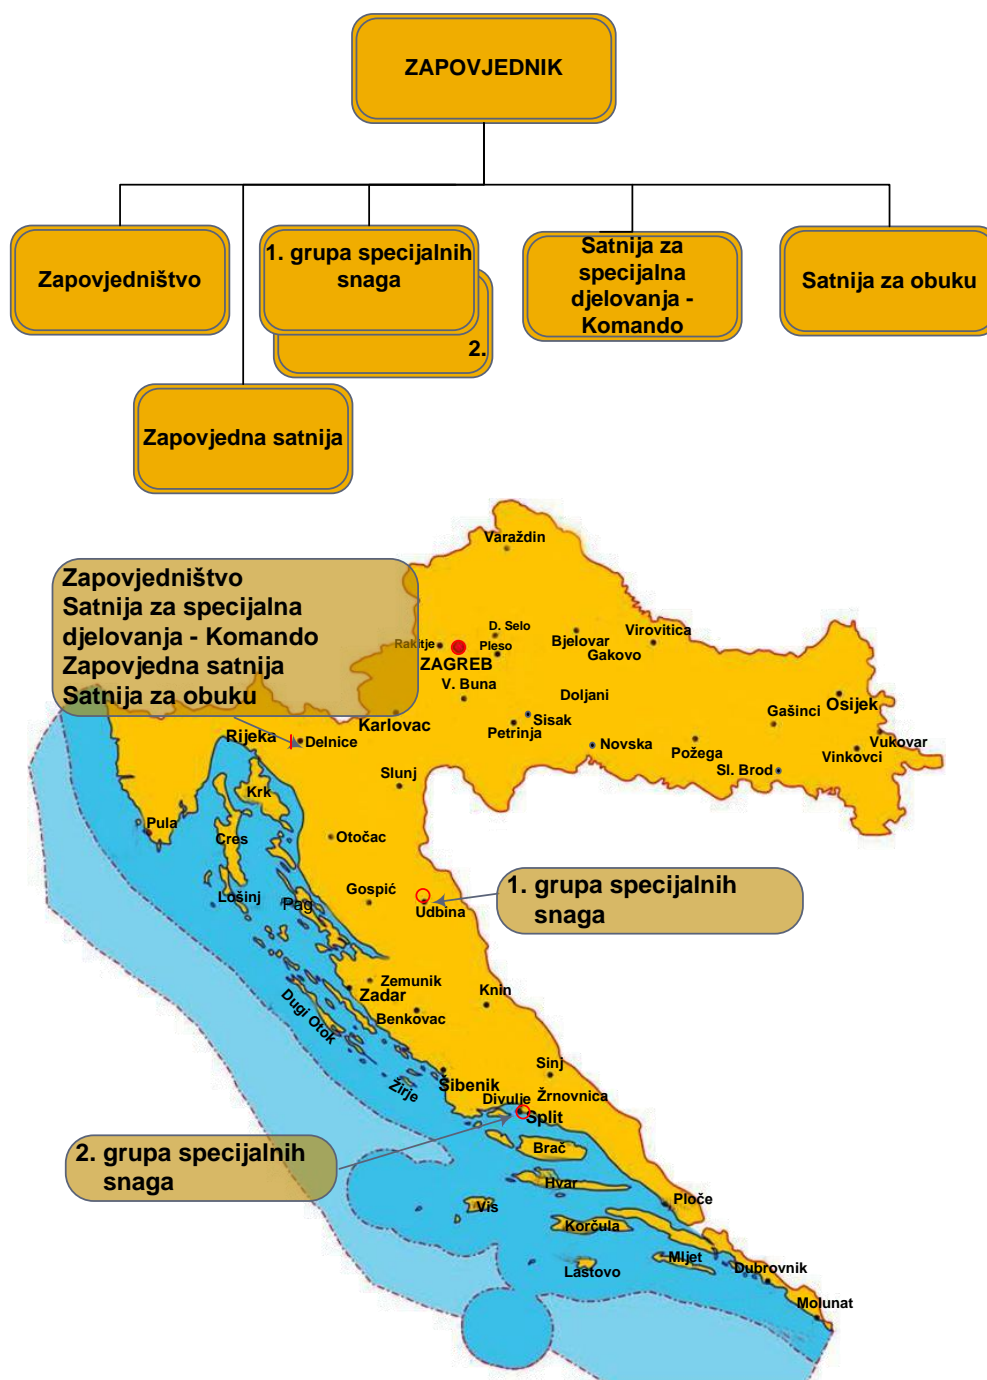 ZAPOVJEDNIK
Zapovjedništvo
1. grupa specijalnih
snaga
2.
Satnija za
specijalna
djelovanja -
Komando
Satnija za obuku
Zapovjedna satnija
Zapovjedništvo
Satnija za specijalna
djelovanja - Komando
Zapovjedna satnija
Satnija za obuku
Varaždin
Rakitje
D. Selo
Pleso
ZAGREB
V. Buna
Bjelovar
Gakovo
Virovitica
Doljani
Karlovac
Petrinja
Sisak
Novska
Požega
Gašinci
Osijek
Vukovar
Vinkovci
Sl. Brod
Rijeka
Delnice
Slunj
Krk
Pula
Cres
Otočac
Lošinj
Pag
Gospić
Udbina
1. grupa specijalnih
snaga
Zemunik
Zadar
Benkovac
Knin
Dugi Otok
Žirje
Šibenik
Sinj
Divulje
Žrnovnica
Split
2. grupa specijalnih
snaga
Brač
Hvar
Vis
Ploče
Korčula
Lastovo
Mljet
Dubrovnik
Molunat